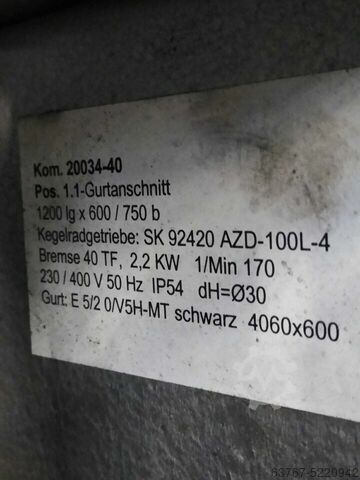 Kom. 20034-40
Pos. 1.1-Gurtanschnitt
1200 lg x 600 / 750 b
Kegelradgetriebe: SK 92420 AZD-100L-4
Bremse 40 TF, 2,2 KW 1/Min 170
230 / 400 V 50 Hz IP54 dH=Ø30
Gurt: E 5/2 0/V5H-MT schwarz 4060x600
63767-5220942